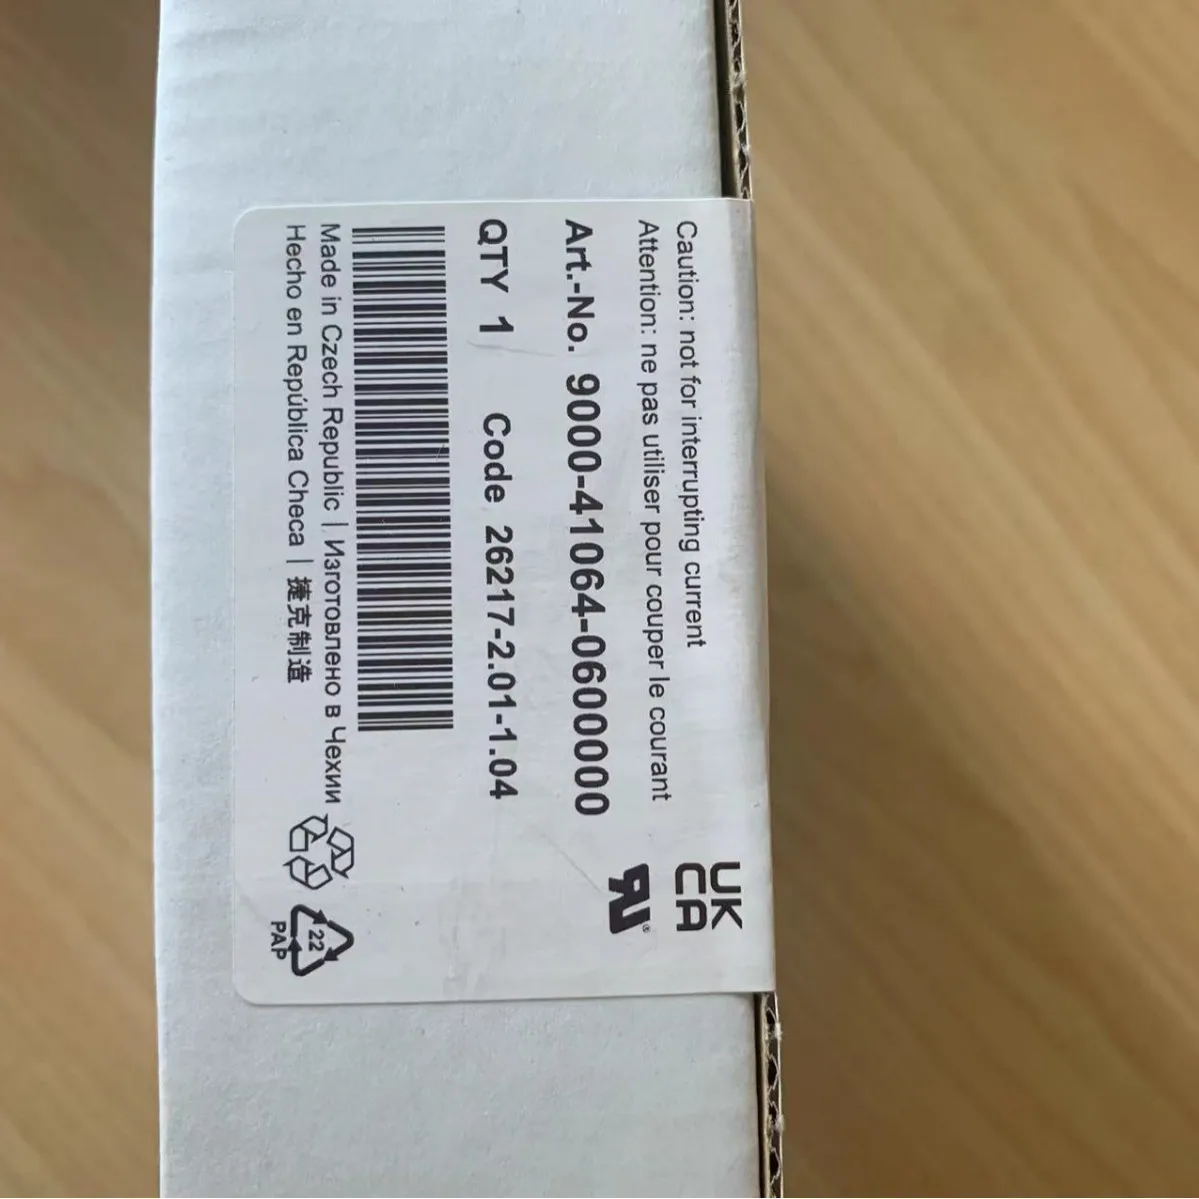 Caution: not for interrupting current
Attention: ne pas utiliser pour couper le courant
UK
CA
Art.-No. 9000-41064-0600000
QTY 1 Code 26217-2.01-1.04
Made in Czech Republic | Изготовлено в Чехии
Hecho en República Checa | 捷克制造
22
PAP